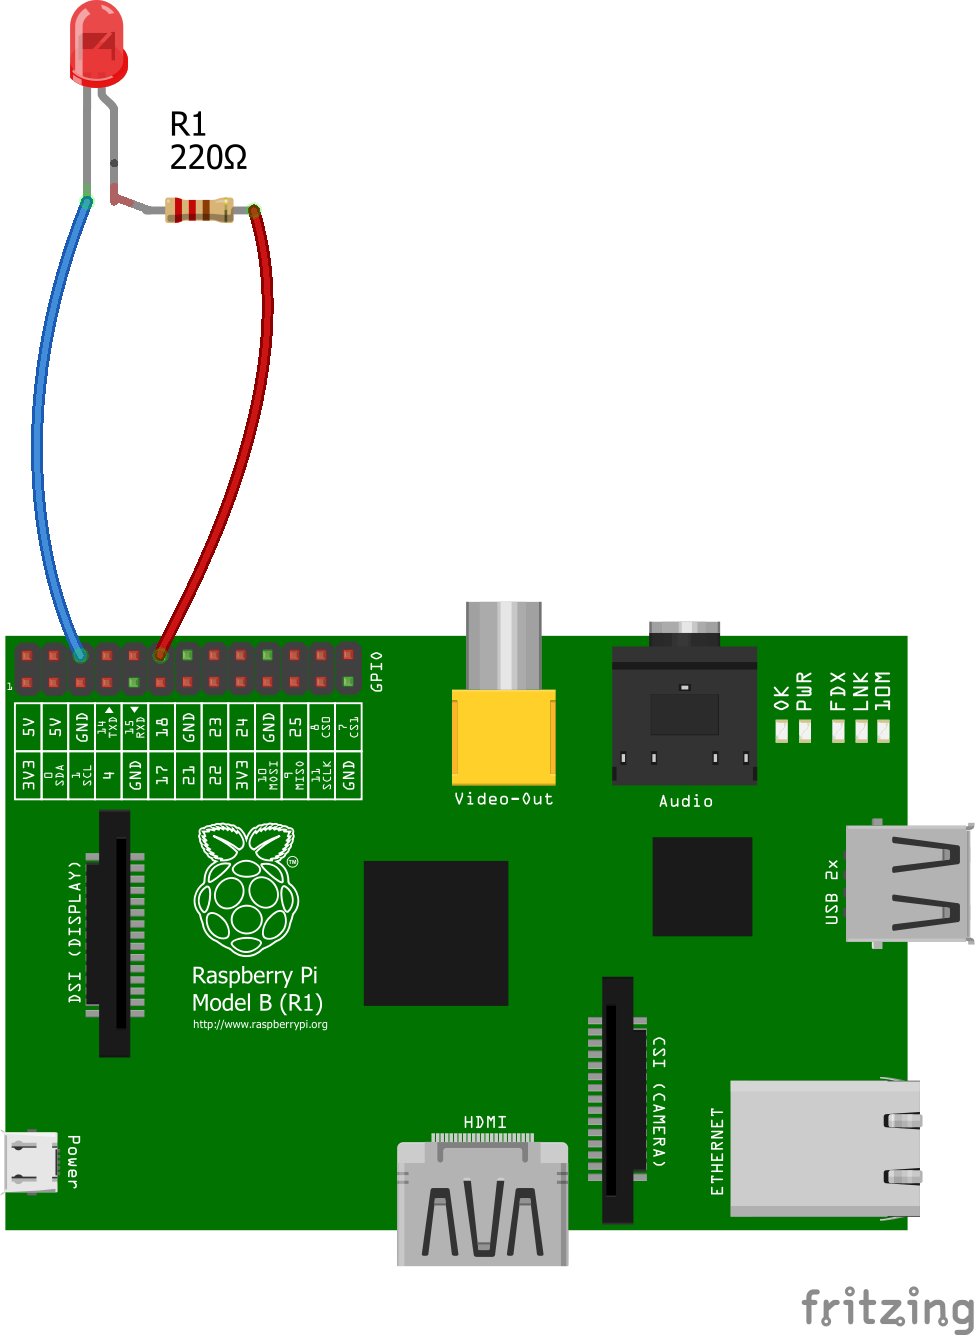 R1
220Ω
GPIO
1
5V 5V GND 14 TXD 15 RXD 18 GND 23 24 GND 25 8 CS0 7 CS1
3V3 0 SDA 1 SCL 4 GND 17 21 22 3V3 10 MOSI 9 MISO 11 SCLK GND
OK PWR FDX LNK 10M
Video-Out
Audio
DSI (DISPLAY)
USB 2x
TM
Raspberry Pi
Model B (R1)
http://www.raspberrypi.org
CSI (CAMERA)
Power
HDMI
ETHERNET
fritzing